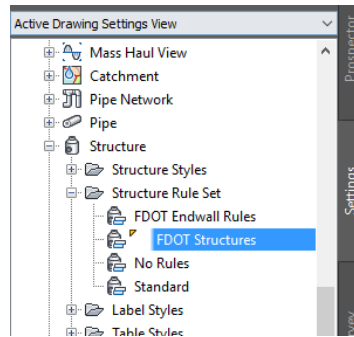 Active Drawing Settings View
Mass Haul View
Catchment
Pipe Network
Pipe
Structure
Structure Styles
Structure Rule Set
FDOT Endwall Rules
FDOT Structures
No Rules
Standard
Label Styles
Table Styles
Prospector
Settings